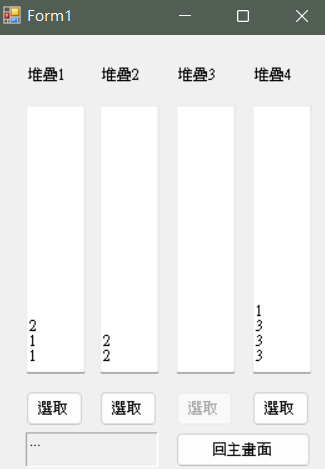 Form1
堆疊1 堆疊2 堆疊3 堆疊4
1
2 3
1 2 3
1 2 3
選取 選取 選取 選取
... 回主畫面